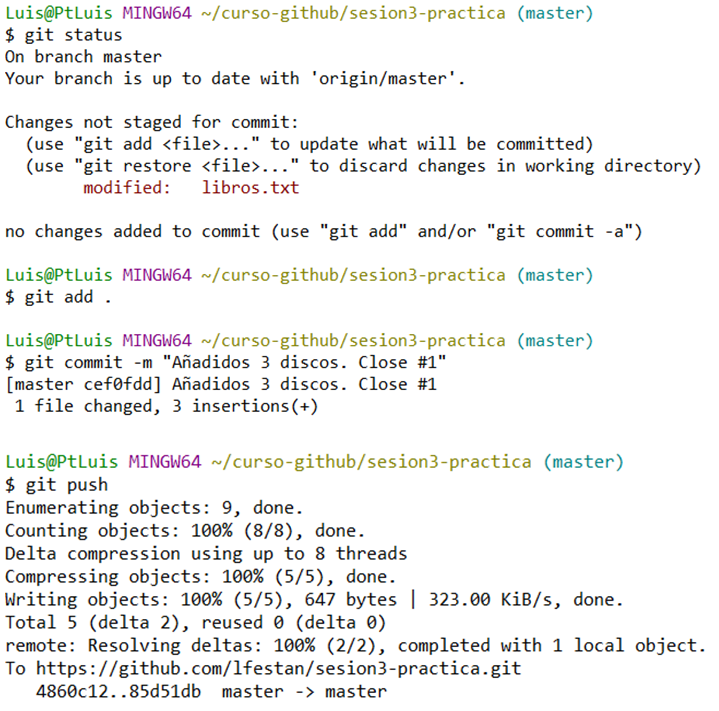 Luis@PtLuis MINGW64 ~/curso-github/sesion3-practica (master)
$ git status
On branch master
Your branch is up to date with 'origin/master'.
Changes not staged for commit:
(use "git add <file>..." to update what will be committed)
(use "git restore <file>..." to discard changes in working directory)
modified: libros.txt
no changes added to commit (use "git add" and/or "git commit -a")
Luis@PtLuis MINGW64 ~/curso-github/sesion3-practica (master)
$ git add .
Luis@PtLuis MINGW64 ~/curso-github/sesion3-practica (master)
$ git commit -m "Añadidos 3 discos. Close #1"
[master cef0fdd] Añadidos 3 discos. Close #1
1 file changed, 3 insertions(+)
Luis@PtLuis MINGW64 ~/curso-github/sesion3-practica (master)
$ git push
Enumerating objects: 9, done.
Counting objects: 100% (8/8), done.
Delta compression using up to 8 threads
Compressing objects: 100% (5/5), done.
Writing objects: 100% (5/5), 647 bytes | 323.00 KiB/s, done.
Total 5 (delta 2), reused 0 (delta 0)
remote: Resolving deltas: 100% (2/2), completed with 1 local object.
To https://github.com/lfestan/sesion3-practica.git
4860c12..85d51db master -> master